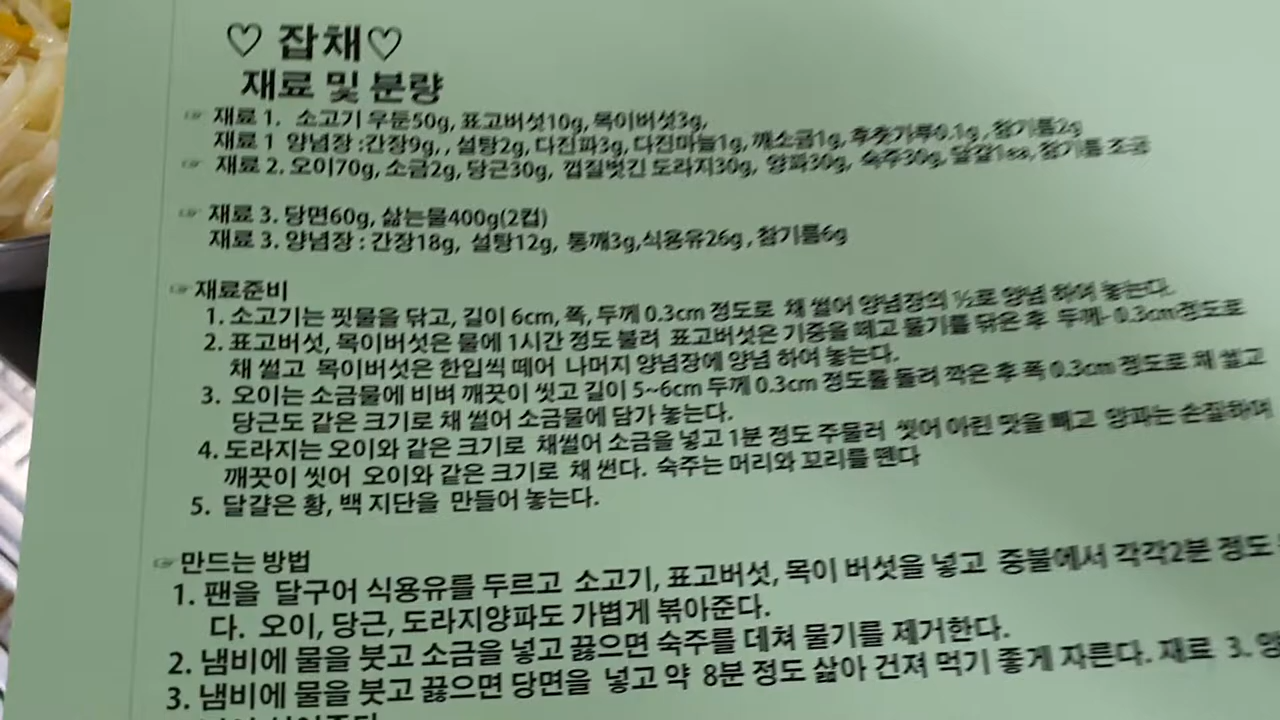 ♡ 잡채♡
재료 및 분량
☞ 재료 1. 소고기 우둔50g, 표고버섯10g, 목이버섯3g,
재료 1 양념장 :간장9g, , 설탕2g, 다진파3g, 다진마늘1g, 깨소금1g, 후춧가루0.1g , 참기름2g
☞ 재료 2. 오이70g, 소금2g, 당근30g, 껍질벗긴 도라지30g, 양파30g, 숙주30g, 달걀1ea, 참기름 조금
☞ 재료 3. 당면60g, 삶는물400g(2컵)
재료 3. 양념장 : 간장18g, 설탕12g, 통깨3g,식용유26g , 참기름6g
☞ 재료준비
1. 소고기는 핏물을 닦고, 길이 6cm, 폭, 두께 0.3cm 정도로 채 썰어 양념장의 ½로 양념 하여 놓는다.
2. 표고버섯, 목이버섯은 물에 1시간 정도 불려 표고버섯은 기중을 떼고 물기를 닦은 후 두께- 0.3cm정도로
채 썰고 목이버섯은 한입씩 떼어 나머지 양념장에 양념 하여 놓는다.
3. 오이는 소금물에 비벼 깨끗이 씻고 길이 5~6cm 두께 0.3cm 정도를 돌려 깍은 후 폭 0.3cm 정도로 채 썰고
당근도 같은 크기로 채 썰어 소금물에 담가 놓는다.
4. 도라지는 오이와 같은 크기로 채썰어 소금을 넣고 1분 정도 주물러 씻어 아린 맛을 빼고 양파는 손질하여
깨끗이 씻어 오이와 같은 크기로 채 썬다. 숙주는 머리와 꼬리를 뗀다
5. 달걀은 황, 백 지단을 만들어 놓는다.
☞만드는 방법
1. 팬을 달구어 식용유를 두르고 소고기, 표고버섯, 목이 버섯을 넣고 중불에서 각각2분 정도
다. 오이, 당근, 도라지양파도 가볍게 볶아준다.
2. 냄비에 물을 붓고 소금을 넣고 끓으면 숙주를 데쳐 물기를 제거한다.
3. 냄비에 물을 붓고 끓으면 당면을 넣고 약 8분 정도 삶아 건져 먹기 좋게 자른다. 재료 3.